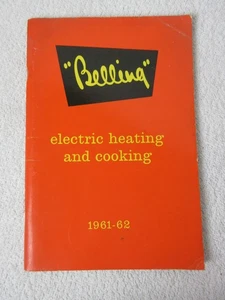 "Belling"
electric heating
and cooking
1961-62